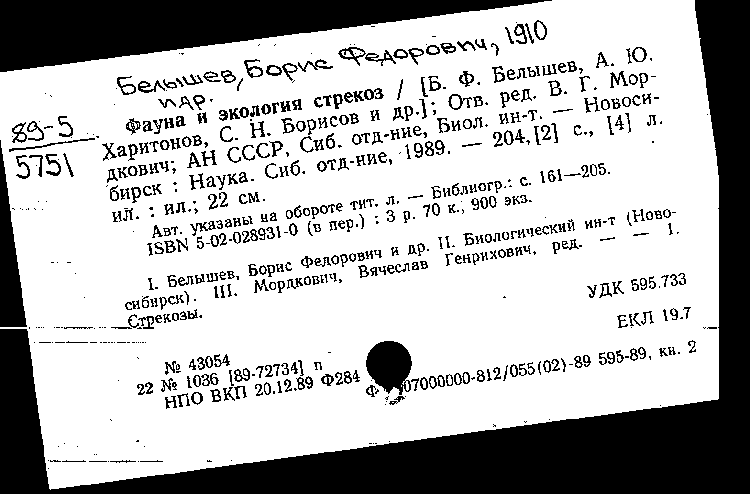 Белышев, Борис Федорович, 1910
и др.
89-5
5751
Фауна и экология стрекоз / [Б. Ф. Белышев, А. Ю.
Харитонов, С. Н. Борисов и др.]; Отв. ред. В. Г. Мор-
дкович; АН СССР, Сиб. отд-ние, Биол. ин-т. — Новоси-
бирск : Наука. Сиб. отд-ние, 1989. — 204,[2] с., [4] л.
ил. : ил.; 22 см.
Авт. указаны на обороте тит. л. — Библиогр.: с. 161—205.
ISBN 5-02-028931-0 (в пер.) : 3 р. 70 к., 900 экз.
I. Белышев, Борис Федорович и др. II. Биологический ин-т (Ново-
сибирск). III. Мордкович, Вячеслав Генрихович, ред. — — 1.
Стрекозы.
УДК 595.733
ЕКЛ 19.7
№ 43054
22 № 1036 [89-72734] п
НПО ВКП 20.12.89 Ф284
07000000-812/055(02)-89 595-89, кн. 2